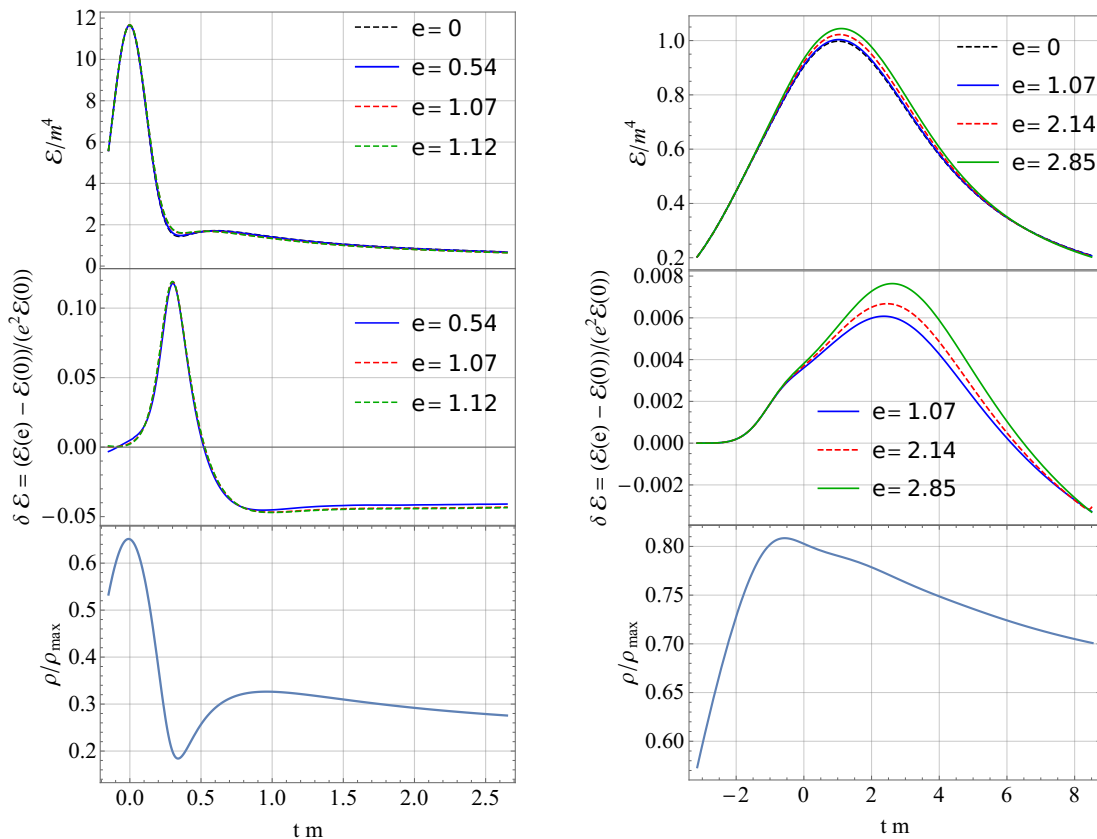 12
10
8
6
4
2
0
ℰ/m⁴
e = 0
e = 0.54
e = 1.07
e = 1.12
0.10
0.05
0.00
−0.05
δ ℰ = (ℰ(e) − ℰ(0))/(e²ℰ(0))
e = 0.54
e = 1.07
e = 1.12
0.6
0.5
0.4
0.3
0.2
ρ/ρmax
0.0 0.5 1.0 1.5 2.0 2.5
t m
1.0
0.8
0.6
0.4
0.2
ℰ/m⁴
e = 0
e = 1.07
e = 2.14
e = 2.85
0.008
0.006
0.004
0.002
0.000
−0.002
δ ℰ = (ℰ(e) − ℰ(0))/(e²ℰ(0))
e = 1.07
e = 2.14
e = 2.85
0.80
0.75
0.70
0.65
0.60
ρ/ρmax
−2 0 2 4 6 8
t m